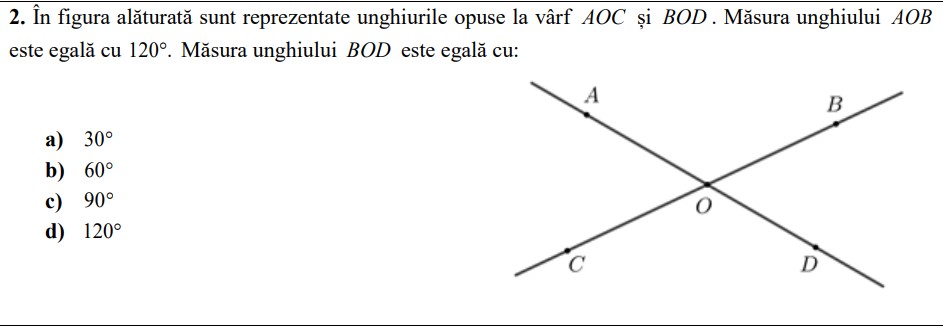 2. În figura alăturată sunt reprezentate unghiurile opuse la vârf AOC și BOD. Măsura unghiului AOB
este egală cu 120°. Măsura unghiului BOD este egală cu:
A
B
a) 30°
b) 60°
c) 90°
O
d) 120°
C
D